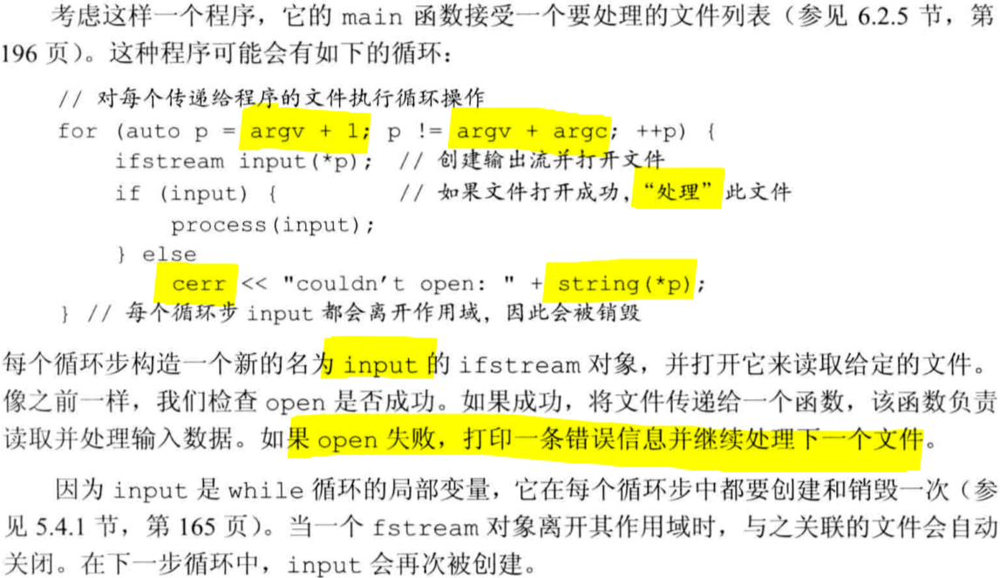 考虑这样一个程序，它的 main 函数接受一个要处理的文件列表（参见 6.2.5 节，第
196 页）。这种程序可能会有如下的循环：
// 对每个传递给程序的文件执行循环操作
for (auto p = argv + 1; p != argv + argc; ++p) {
ifstream input(*p); // 创建输出流并打开文件
if (input) { // 如果文件打开成功，“处理”此文件
process(input);
} else
cerr << "couldn't open: " + string(*p);
} // 每个循环步 input 都会离开作用域，因此会被销毁
每个循环步构造一个新的名为 input 的 ifstream 对象，并打开它来读取给定的文件。
像之前一样，我们检查 open 是否成功。如果成功，将文件传递给一个函数，该函数负责
读取并处理输入数据。如果 open 失败，打印一条错误信息并继续处理下一个文件。
因为 input 是 while 循环的局部变量，它在每个循环步中都要创建和销毁一次（参
见 5.4.1 节，第 165 页）。当一个 fstream 对象离开其作用域时，与之关联的文件会自动
关闭。在下一步循环中，input 会再次被创建。